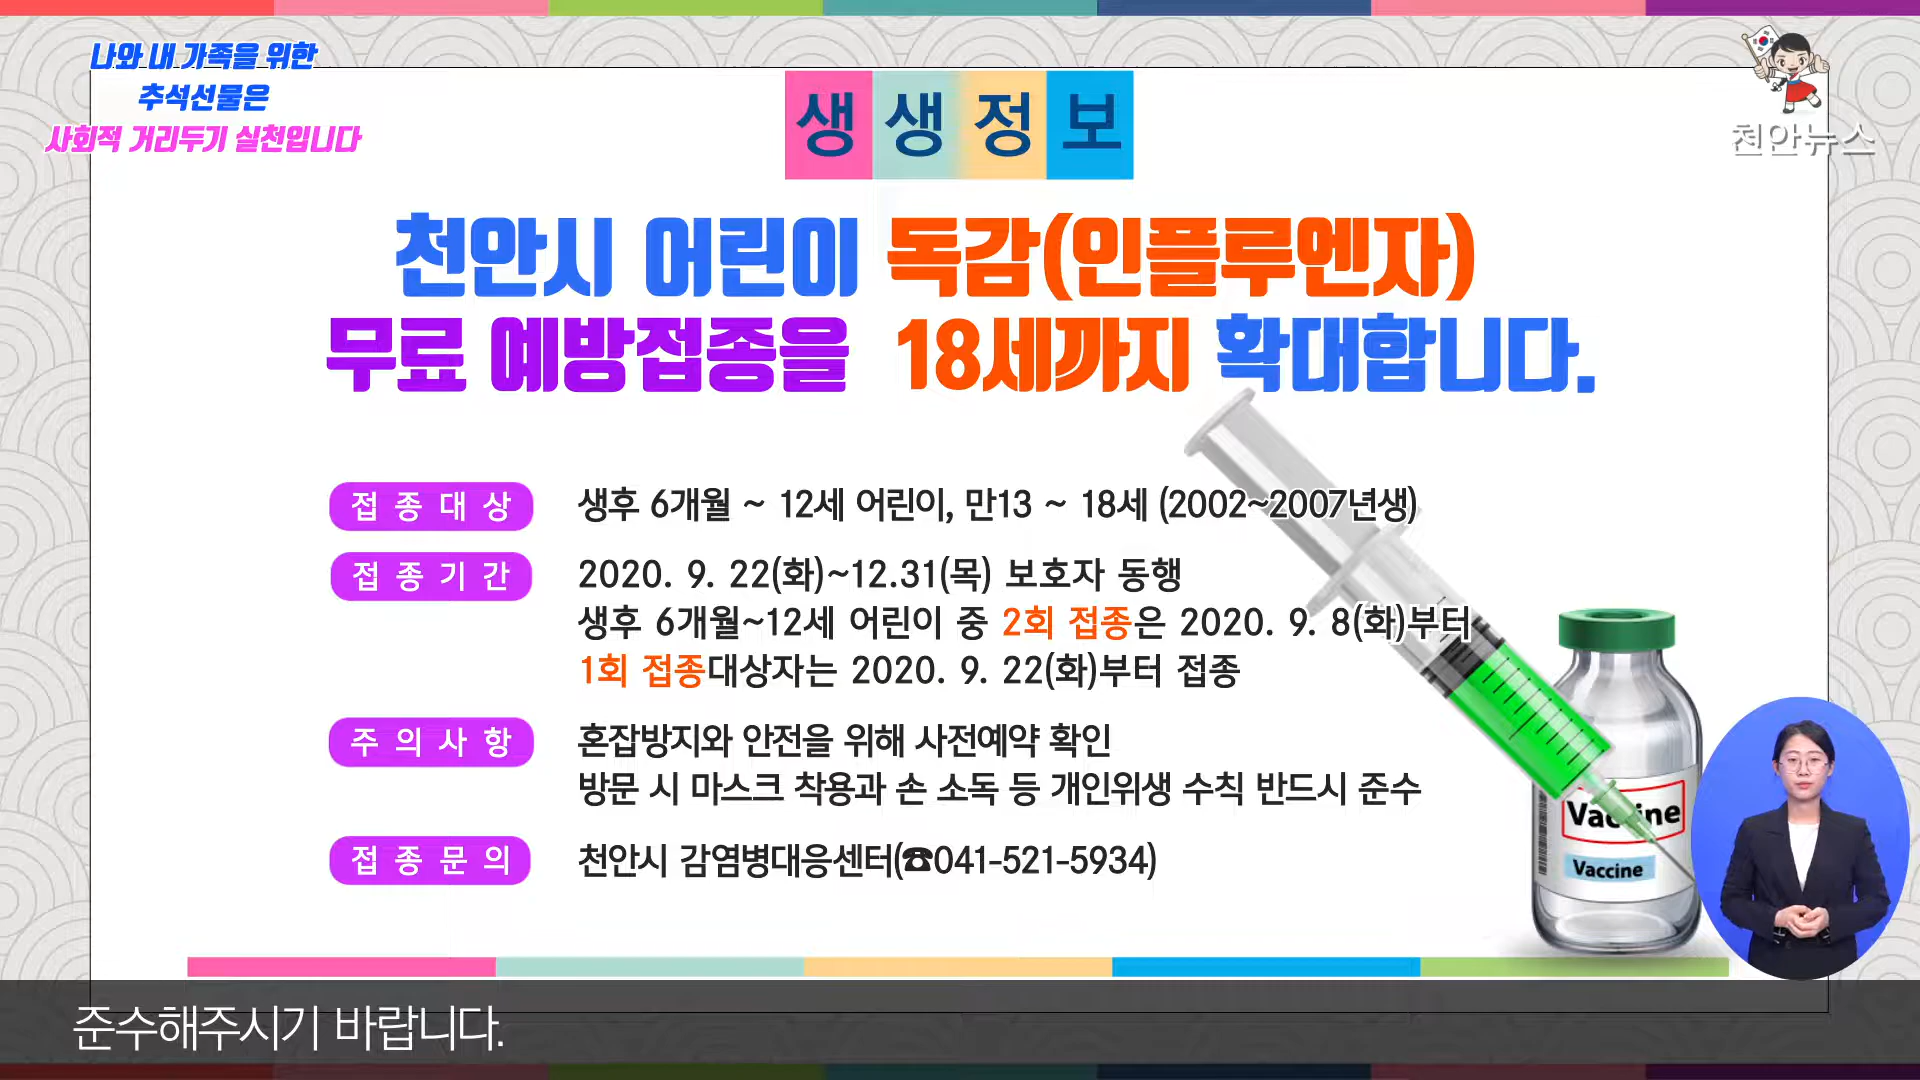 나와 내 가족을 위한
추석선물은
사회적 거리두기 실천입니다
생생정보
천안뉴스
천안시 어린이 독감(인플루엔자)
무료 예방접종을 18세까지 확대합니다.
접종대상 생후 6개월 ~ 12세 어린이, 만13 ~ 18세 (2002~2007년생)
접종기간 2020. 9. 22(화)~12.31(목) 보호자 동행
생후 6개월~12세 어린이 중 2회 접종은 2020. 9. 8(화)부터
1회 접종대상자는 2020. 9. 22(화)부터 접종
주의사항 혼잡방지와 안전을 위해 사전예약 확인
방문 시 마스크 착용과 손 소독 등 개인위생 수칙 반드시 준수
접종문의 천안시 감염병대응센터(☎041-521-5934)
Vaccine
Vaccine
준수해주시기 바랍니다.